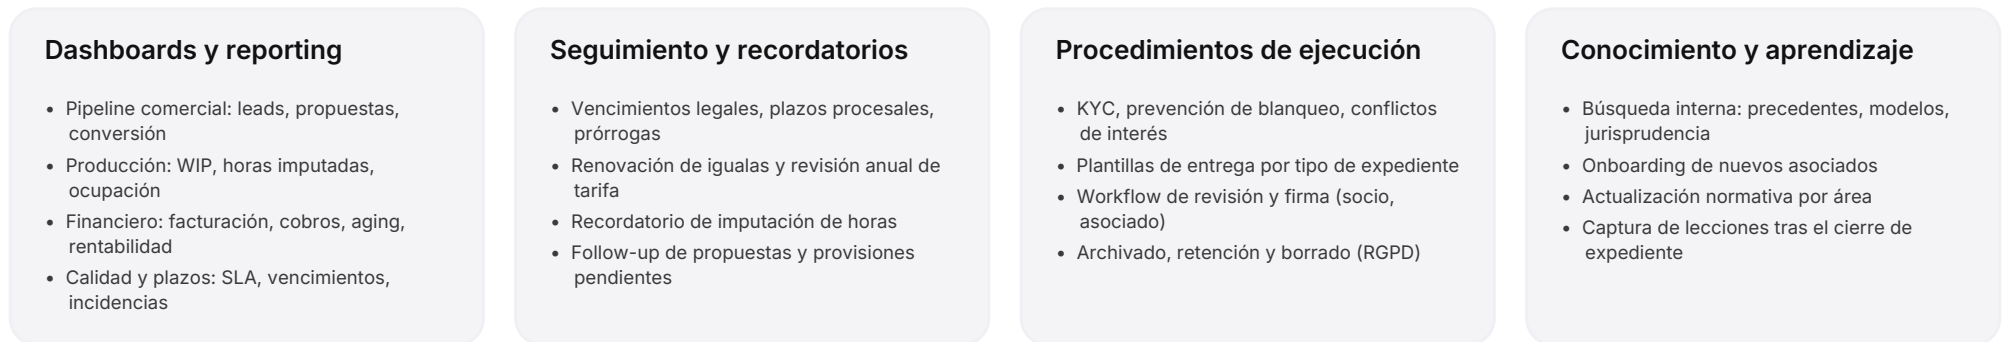 Dashboards y reporting
• Pipeline comercial: leads, propuestas,
conversión
• Producción: WIP, horas imputadas,
ocupación
• Financiero: facturación, cobros, aging,
rentabilidad
• Calidad y plazos: SLA, vencimientos,
incidencias
Seguimiento y recordatorios
• Vencimientos legales, plazos procesales,
prórrogas
• Renovación de igualas y revisión anual de
tarifa
• Recordatorio de imputación de horas
• Follow-up de propuestas y provisiones
pendientes
Procedimientos de ejecución
• KYC, prevención de blanqueo, conflictos
de interés
• Plantillas de entrega por tipo de expediente
• Workflow de revisión y firma (socio,
asociado)
• Archivado, retención y borrado (RGPD)
Conocimiento y aprendizaje
• Búsqueda interna: precedentes, modelos,
jurisprudencia
• Onboarding de nuevos asociados
• Actualización normativa por área
• Captura de lecciones tras el cierre de
expediente